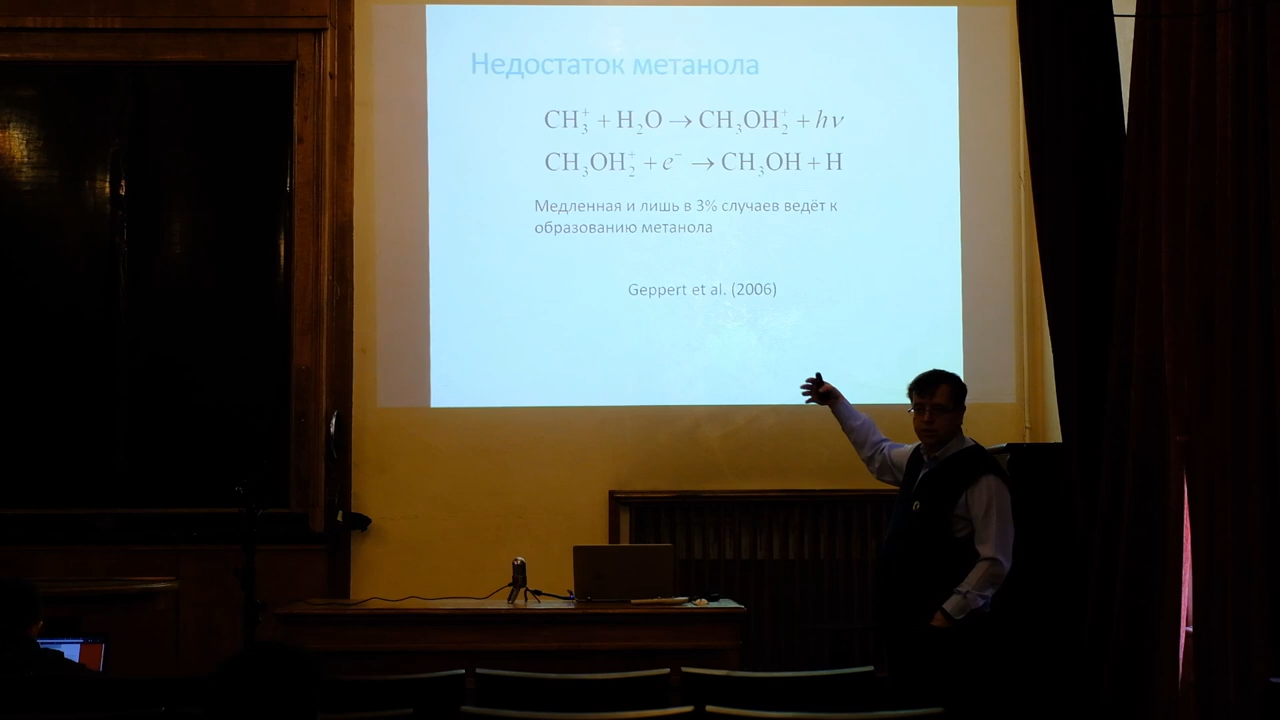 Недостаток метанола
CH₃⁺ + H₂O → CH₃OH₂⁺ + hν
CH₃OH₂⁺ + e⁻ → CH₃OH + H
Медленная и лишь в 3% случаев ведёт к
образованию метанола
Geppert et al. (2006)